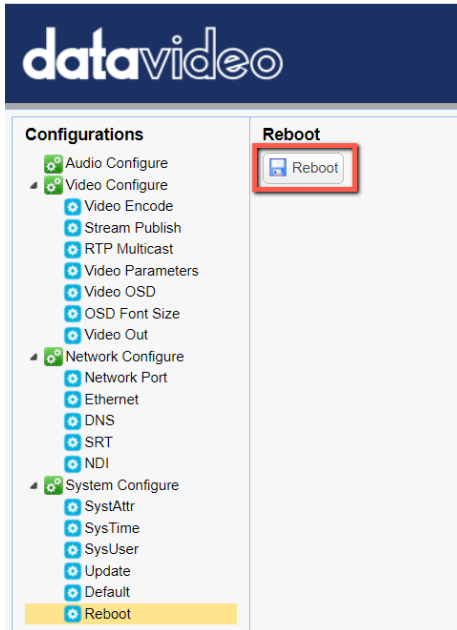 datavideo
Configurations
Audio Configure
Video Configure
Video Encode
Stream Publish
RTP Multicast
Video Parameters
Video OSD
OSD Font Size
Video Out
Network Configure
Network Port
Ethernet
DNS
SRT
NDI
System Configure
SystAttr
SysTime
SysUser
Update
Default
Reboot
Reboot
Reboot